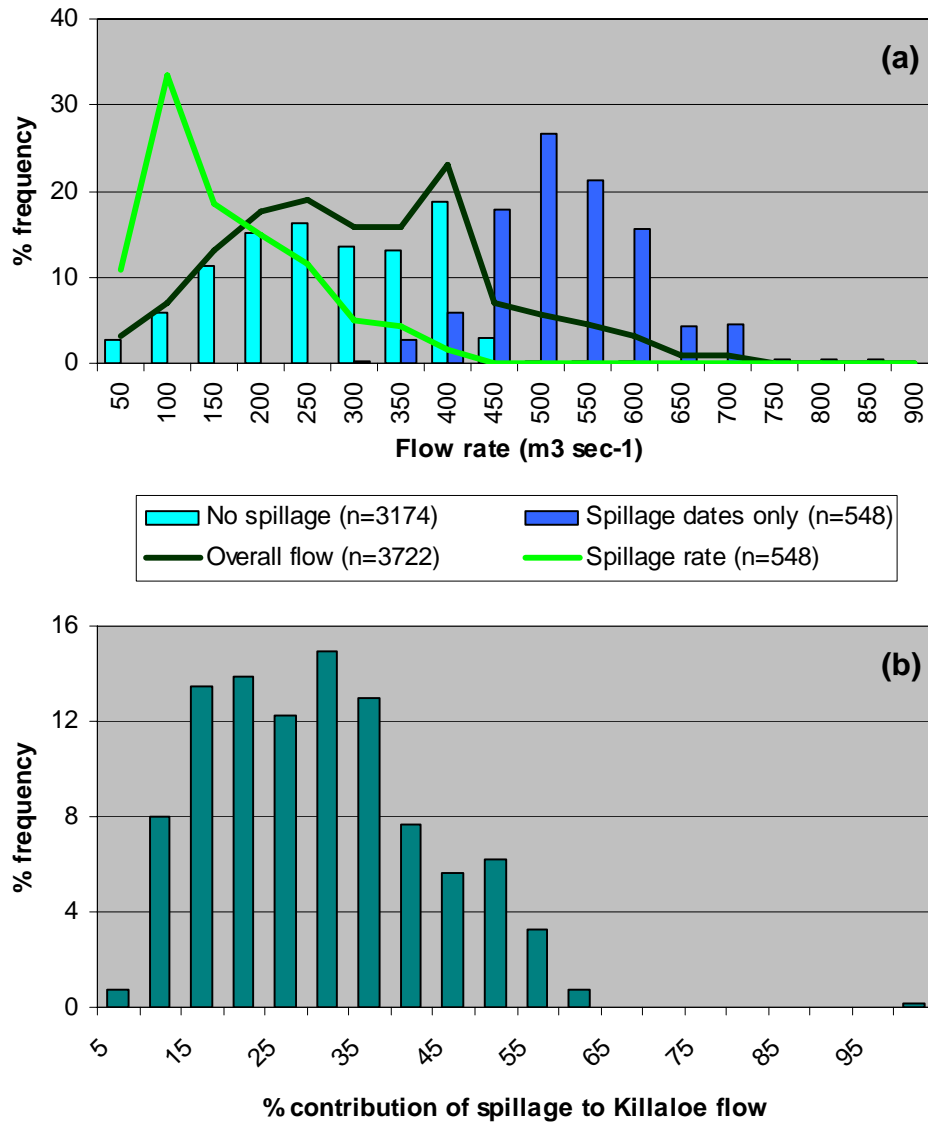 40
30
20
10
0
% frequency
(a)
50 100 150 200 250 300 350 400 450 500 550 600 650 700 750 800 850 900
Flow rate (m3 sec-1)
No spillage (n=3174)
Spillage dates only (n=548)
Overall flow (n=3722)
Spillage rate (n=548)
16
12
8
4
0
% frequency
(b)
5 15 25 35 45 55 65 75 85 95
% contribution of spillage to Killaloe flow